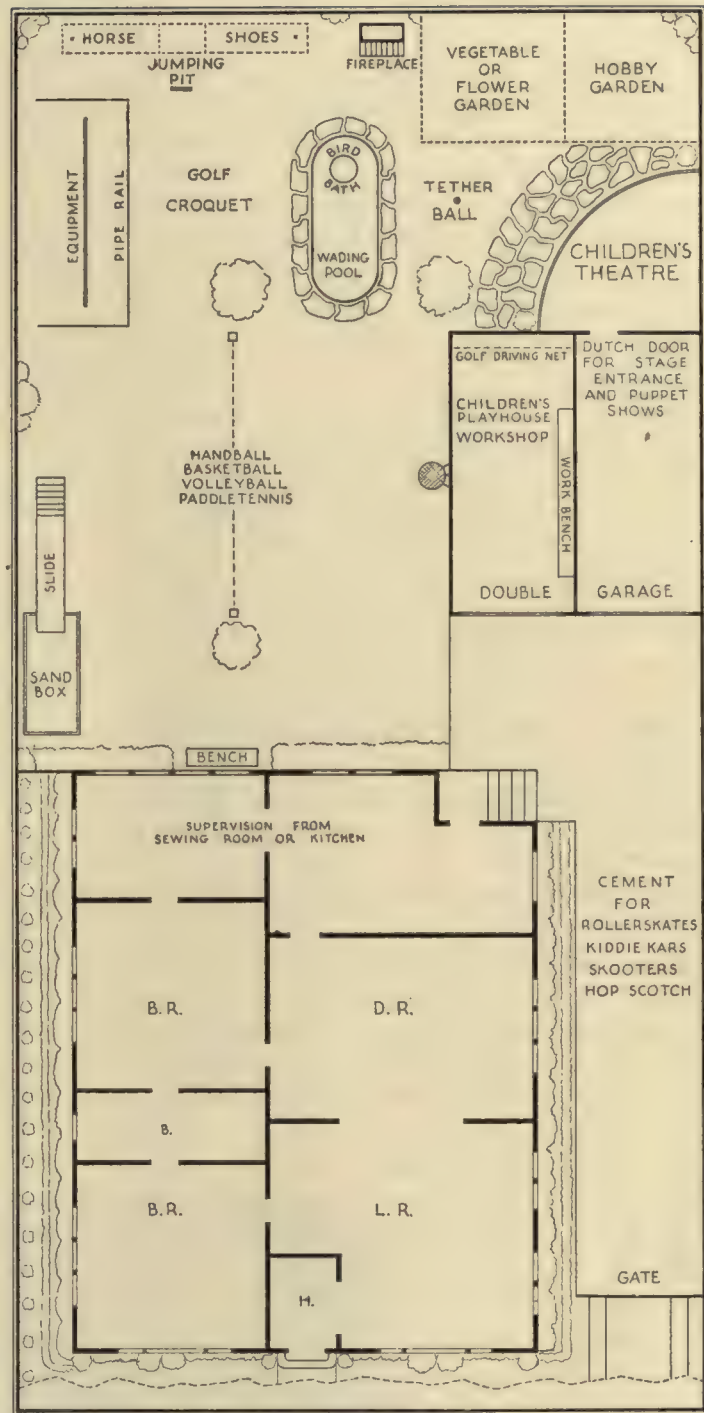 HORSE SHOES
JUMPING
PIT
FIREPLACE
VEGETABLE
OR
FLOWER
GARDEN
HOBBY
GARDEN
EQUIPMENT
PIPE RAIL
GOLF
CROQUET
BIRD
BATH
WADING
POOL
TETHER
BALL
CHILDREN'S
THEATRE
GOLF DRIVING NET
CHILDREN'S
PLAYHOUSE
WORKSHOP
WORK BENCH
DUTCH DOOR
FOR STAGE
ENTRANCE
AND PUPPET
SHOWS
DOUBLE GARAGE
HANDBALL
BASKETBALL
VOLLEYBALL
PADDLETENNIS
SLIDE
SAND
BOX
BENCH
SUPERVISION FROM
SEWING ROOM OR KITCHEN
CEMENT
FOR
ROLLERSKATES
KIDDIE KARS
SKOOTERS
HOP SCOTCH
B.R.
D.R.
B.
B.R.
L.R.
H.
GATE